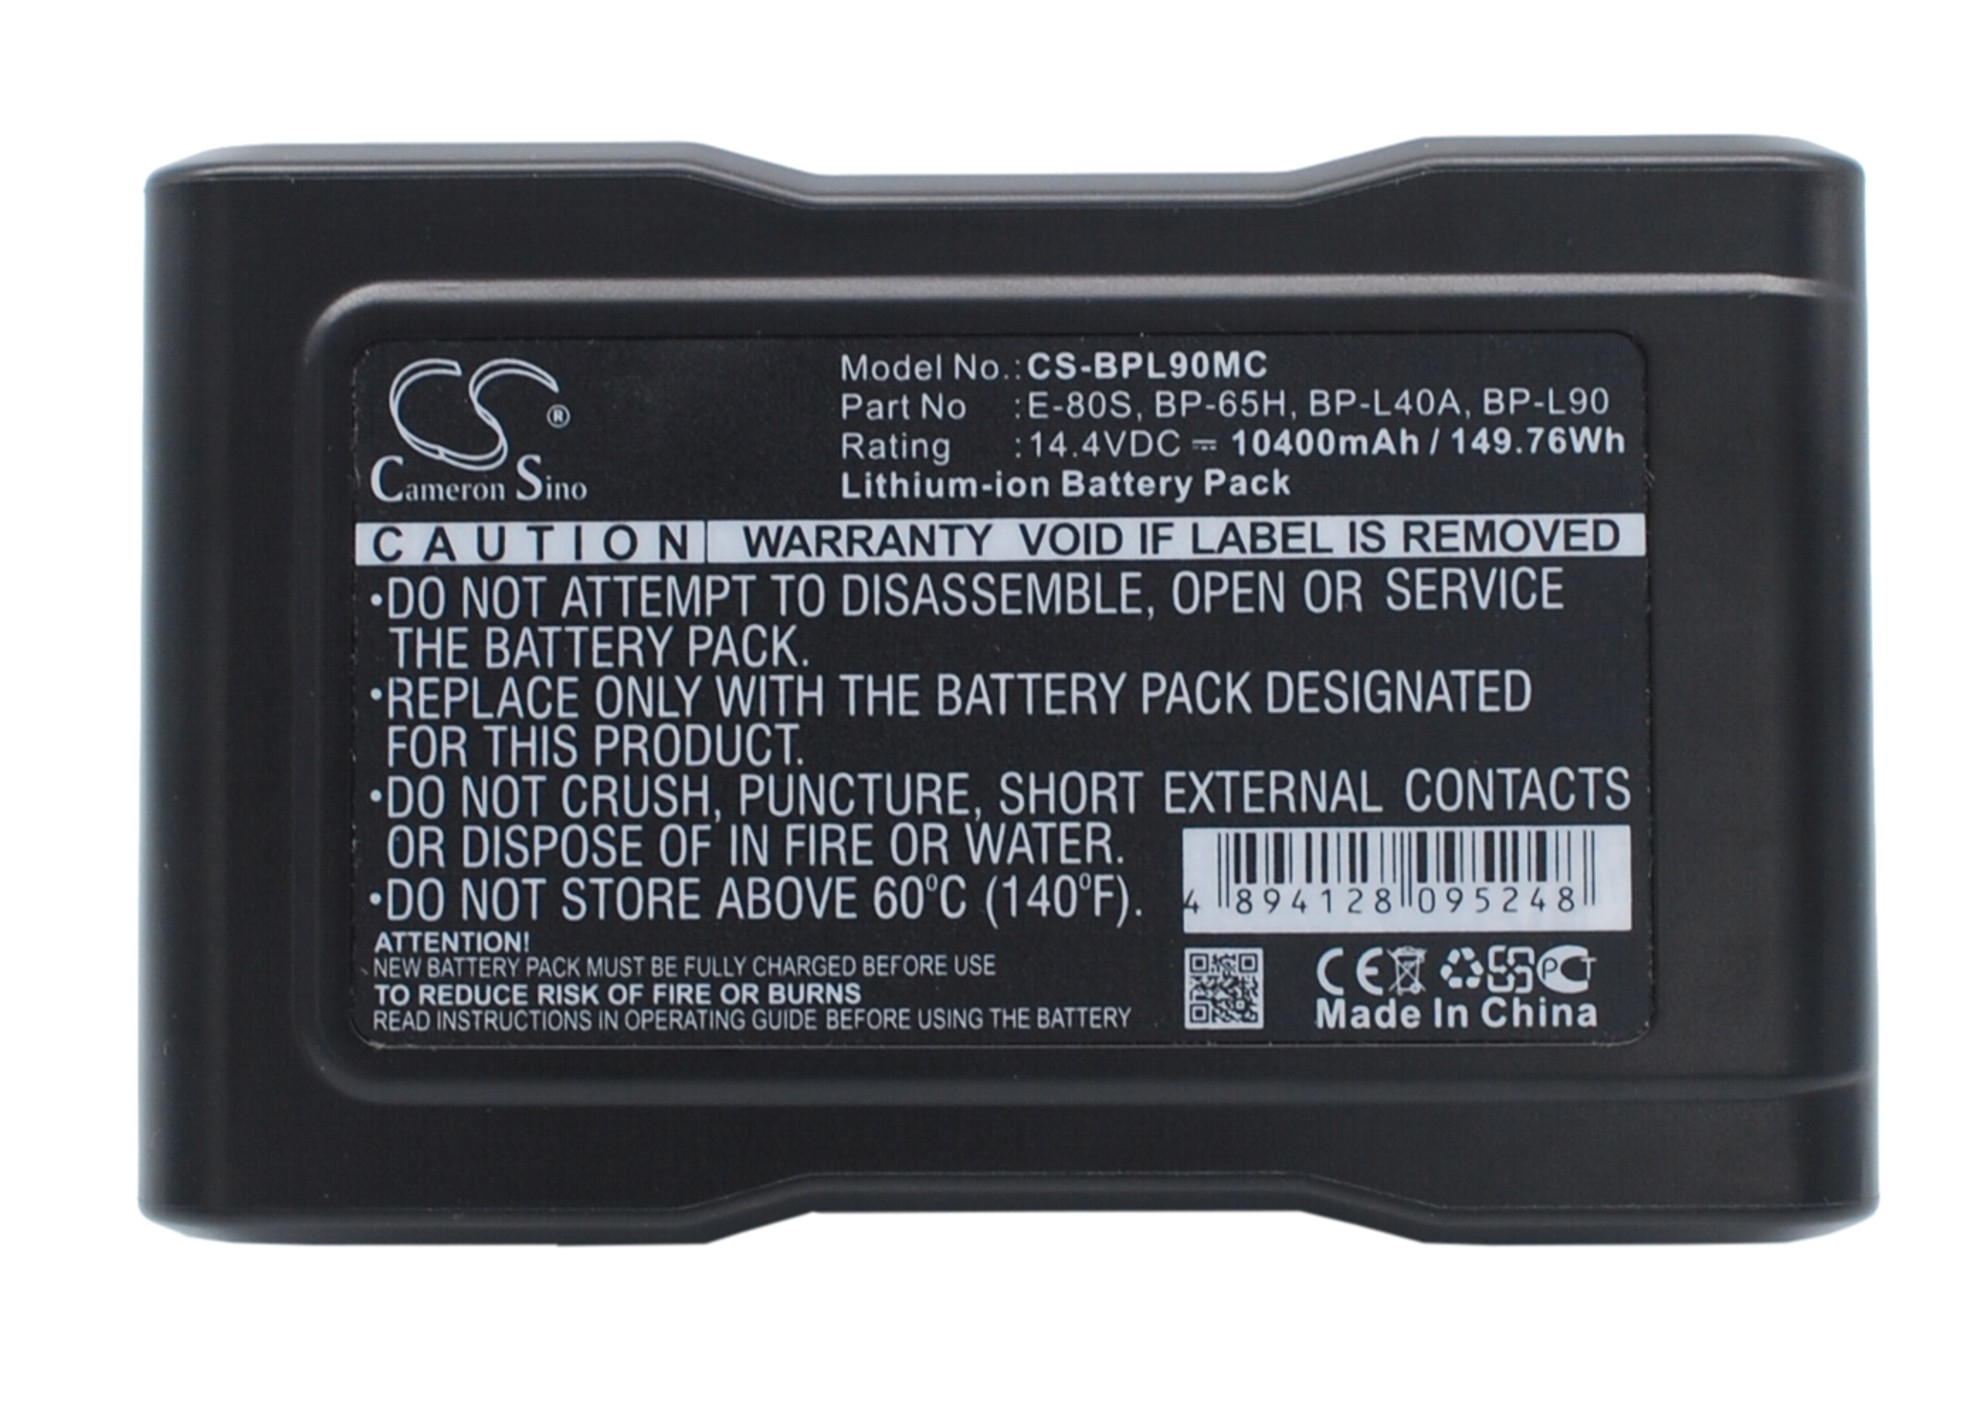 CS®
Cameron Sino
Model No.:CS-BPL90MC
Part No :E-80S, BP-65H, BP-L40A, BP-L90
Rating :14.4VDC ⎓ 10400mAh / 149.76Wh
Lithium-ion Battery Pack
CAUTION WARRANTY VOID IF LABEL IS REMOVED
•DO NOT ATTEMPT TO DISASSEMBLE, OPEN OR SERVICE
THE BATTERY PACK.
•REPLACE ONLY WITH THE BATTERY PACK DESIGNATED
FOR THIS PRODUCT.
•DO NOT CRUSH, PUNCTURE, SHORT EXTERNAL CONTACTS
OR DISPOSE OF IN FIRE OR WATER.
•DO NOT STORE ABOVE 60°C (140°F).
4 894128 095248
ATTENTION!
NEW BATTERY PACK MUST BE FULLY CHARGED BEFORE USE
TO REDUCE RISK OF FIRE OR BURNS
READ INSTRUCTIONS IN OPERATING GUIDE BEFORE USING THE BATTERY
CE PCT
Made In China